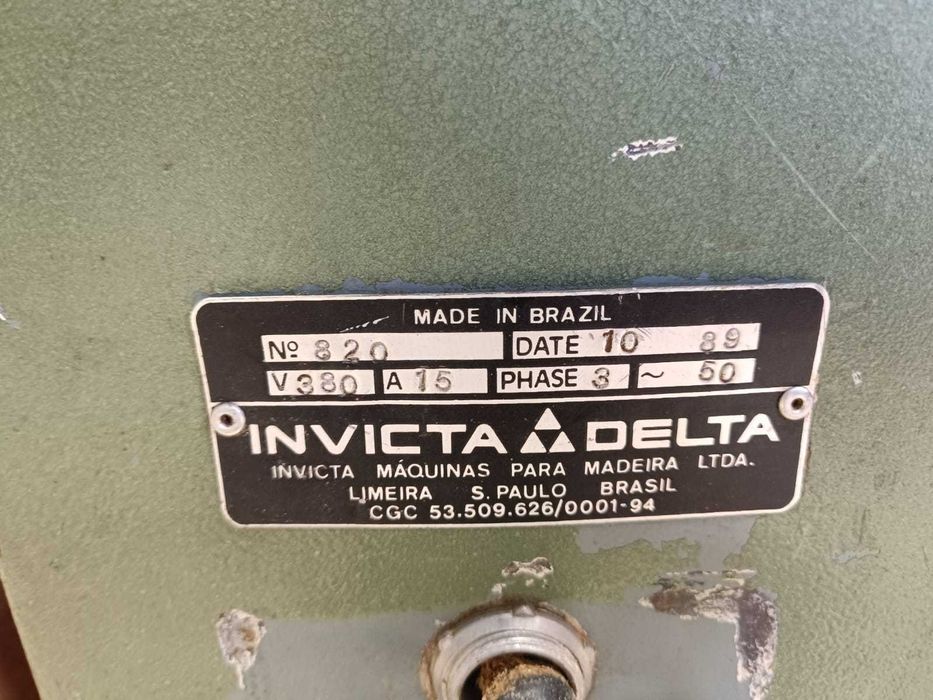 MADE IN BRAZIL
Nº 820 DATE 10 89
V 380 A 15 PHASE 3 ~ 50
INVICTA DELTA
INVICTA MÁQUINAS PARA MADEIRA LTDA.
LIMEIRA S. PAULO BRASIL
CGC 53.509.626/0001-94